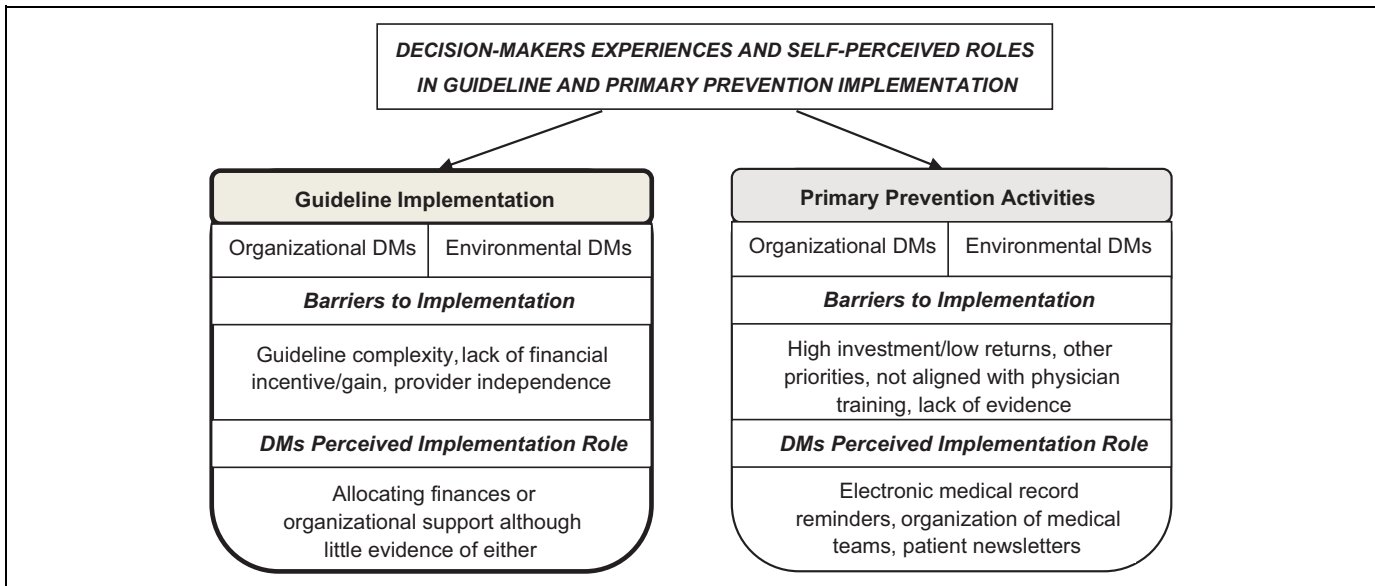 DECISION-MAKERS EXPERIENCES AND SELF-PERCEIVED ROLES
IN GUIDELINE AND PRIMARY PREVENTION IMPLEMENTATION
Guideline Implementation
Organizational DMs
Environmental DMs
Barriers to Implementation
Guideline complexity, lack of financial
incentive/gain, provider independence
DMs Perceived Implementation Role
Allocating finances or
organizational support although
little evidence of either
Primary Prevention Activities
Organizational DMs
Environmental DMs
Barriers to Implementation
High investment/low returns, other
priorities, not aligned with physician
training, lack of evidence
DMs Perceived Implementation Role
Electronic medical record
reminders, organization of medical
teams, patient newsletters